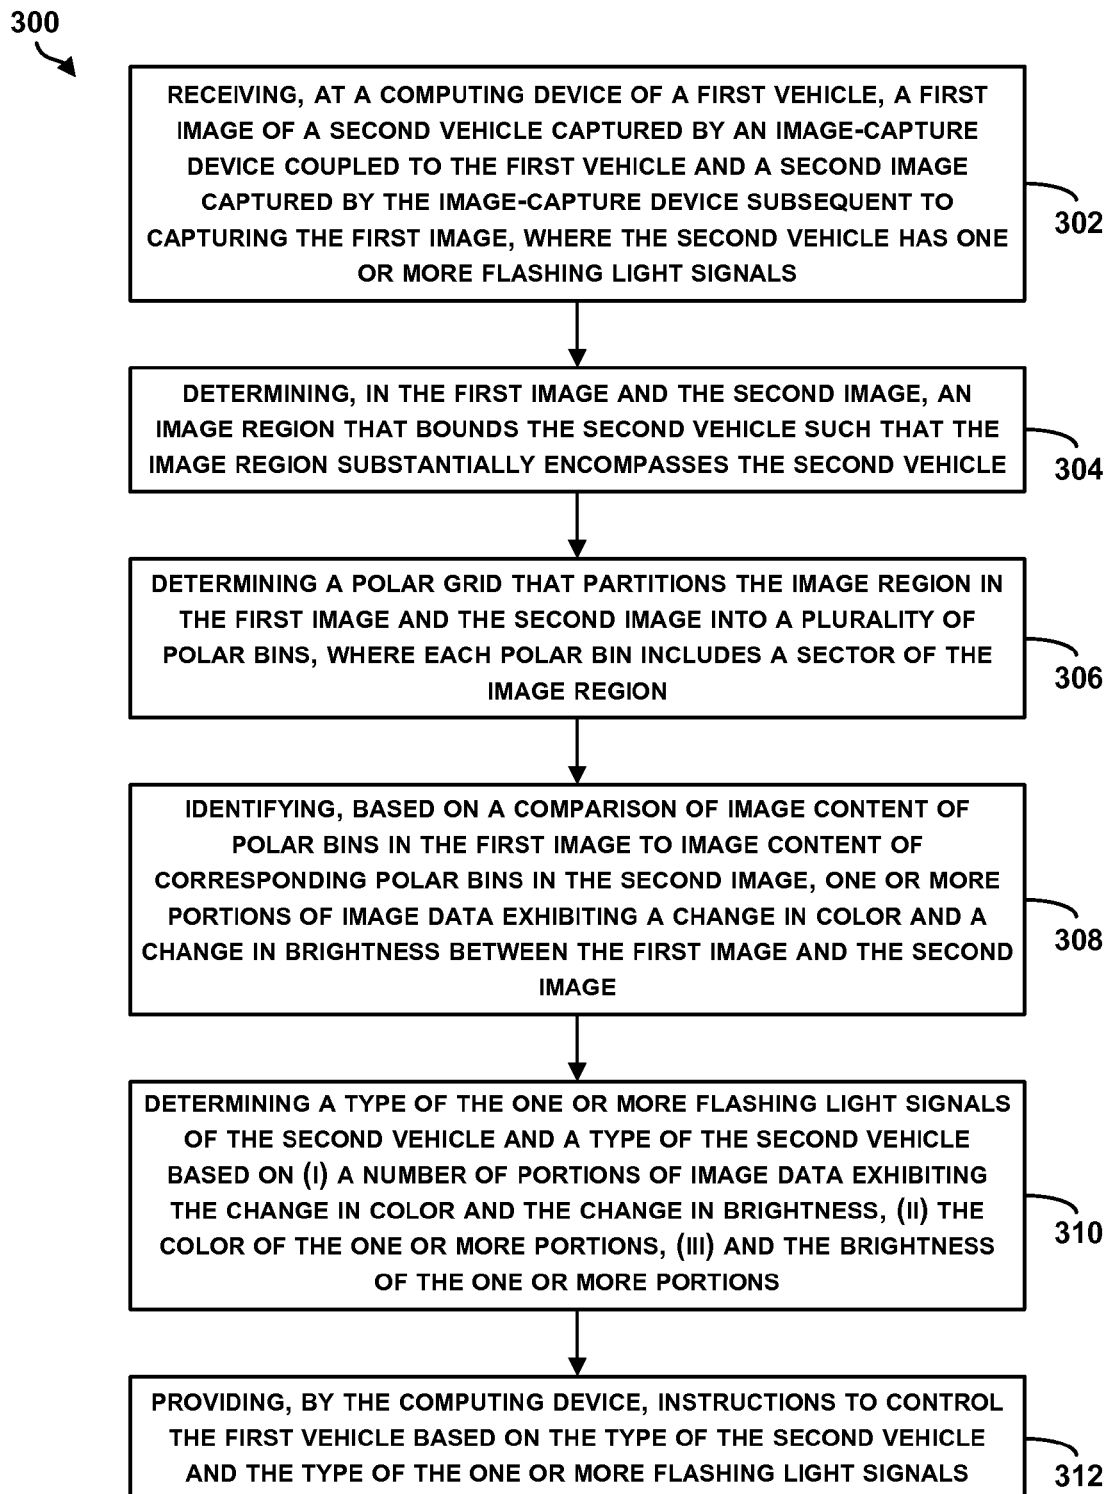 300
RECEIVING, AT A COMPUTING DEVICE OF A FIRST VEHICLE, A FIRST
IMAGE OF A SECOND VEHICLE CAPTURED BY AN IMAGE-CAPTURE
DEVICE COUPLED TO THE FIRST VEHICLE AND A SECOND IMAGE
CAPTURED BY THE IMAGE-CAPTURE DEVICE SUBSEQUENT TO
CAPTURING THE FIRST IMAGE, WHERE THE SECOND VEHICLE HAS ONE
OR MORE FLASHING LIGHT SIGNALS
302
DETERMINING, IN THE FIRST IMAGE AND THE SECOND IMAGE, AN
IMAGE REGION THAT BOUNDS THE SECOND VEHICLE SUCH THAT THE
IMAGE REGION SUBSTANTIALLY ENCOMPASSES THE SECOND VEHICLE
304
DETERMINING A POLAR GRID THAT PARTITIONS THE IMAGE REGION IN
THE FIRST IMAGE AND THE SECOND IMAGE INTO A PLURALITY OF
POLAR BINS, WHERE EACH POLAR BIN INCLUDES A SECTOR OF THE
IMAGE REGION
306
IDENTIFYING, BASED ON A COMPARISON OF IMAGE CONTENT OF
POLAR BINS IN THE FIRST IMAGE TO IMAGE CONTENT OF
CORRESPONDING POLAR BINS IN THE SECOND IMAGE, ONE OR MORE
PORTIONS OF IMAGE DATA EXHIBITING A CHANGE IN COLOR AND A
CHANGE IN BRIGHTNESS BETWEEN THE FIRST IMAGE AND THE SECOND
IMAGE
308
DETERMINING A TYPE OF THE ONE OR MORE FLASHING LIGHT SIGNALS
OF THE SECOND VEHICLE AND A TYPE OF THE SECOND VEHICLE
BASED ON (I) A NUMBER OF PORTIONS OF IMAGE DATA EXHIBITING
THE CHANGE IN COLOR AND THE CHANGE IN BRIGHTNESS, (II) THE
COLOR OF THE ONE OR MORE PORTIONS, (III) AND THE BRIGHTNESS
OF THE ONE OR MORE PORTIONS
310
PROVIDING, BY THE COMPUTING DEVICE, INSTRUCTIONS TO CONTROL
THE FIRST VEHICLE BASED ON THE TYPE OF THE SECOND VEHICLE
AND THE TYPE OF THE ONE OR MORE FLASHING LIGHT SIGNALS
312